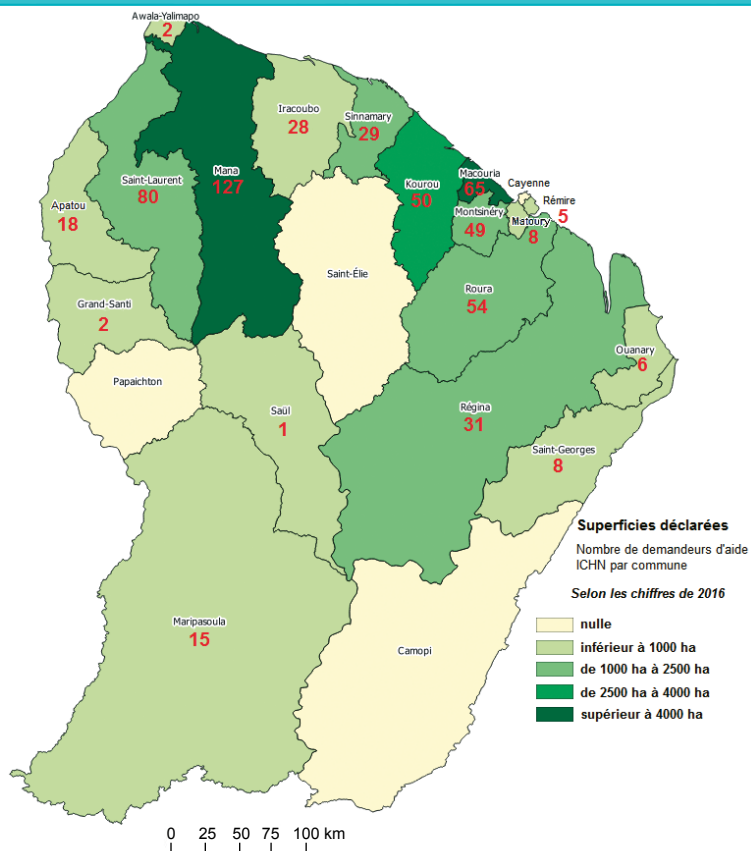 Awala-Yalimapo
2
Iracoubo
28
Sinnamary
29
Mana
127
Saint-Laurent
80
Apatou
18
Kourou
50
Macouria
65
Cayenne
Rémire
5
Montsinéry
49
Matoury
8
Saint-Élie
Roura
54
Grand-Santi
2
Ouanary
6
Papaichton
Saül
1
Régina
31
Saint-Georges
8
Maripasoula
15
Camopi
Superficies déclarées
Nombre de demandeurs d'aide
ICHN par commune
Selon les chiffres de 2016
nulle
inférieur à 1000 ha
de 1000 ha à 2500 ha
de 2500 ha à 4000 ha
supérieur à 4000 ha
0 25 50 75 100 km